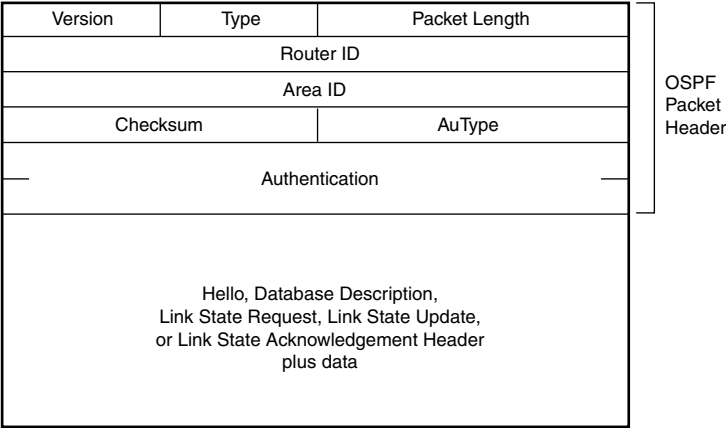 Version Type Packet Length
Router ID
Area ID
Checksum AuType
Authentication
OSPF
Packet
Header
Hello, Database Description,
Link State Request, Link State Update,
or Link State Acknowledgement Header
plus data